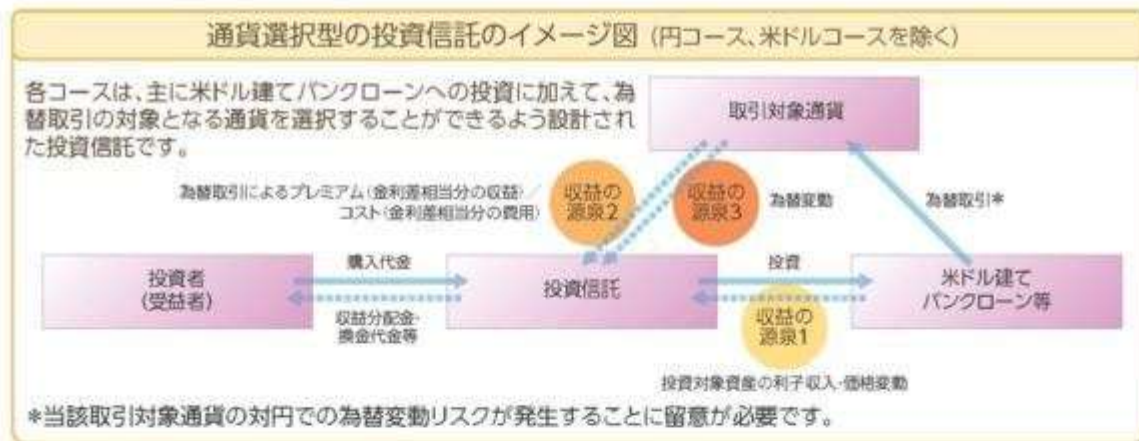 通貨選択型の投資信託のイメージ図（円コース、米ドルコースを除く）
各コースは、主に米ドル建てバンクローンへの投資に加えて、為
替取引の対象となる通貨を選択することができるよう設計され
た投資信託です。
取引対象通貨
為替取引によるプレミアム（金利差相当分の収益）／
コスト（金利差相当分の費用）
収益の
源泉2
収益の
源泉3
為替変動
為替取引*
投資者
（受益者）
購入代金
収益分配金・
換金代金等
投資信託
投資
収益の
源泉1
米ドル建て
バンクローン等
投資対象資産の利子収入・価格変動
*当該取引対象通貨の対円での為替変動リスクが発生することに留意が必要です。